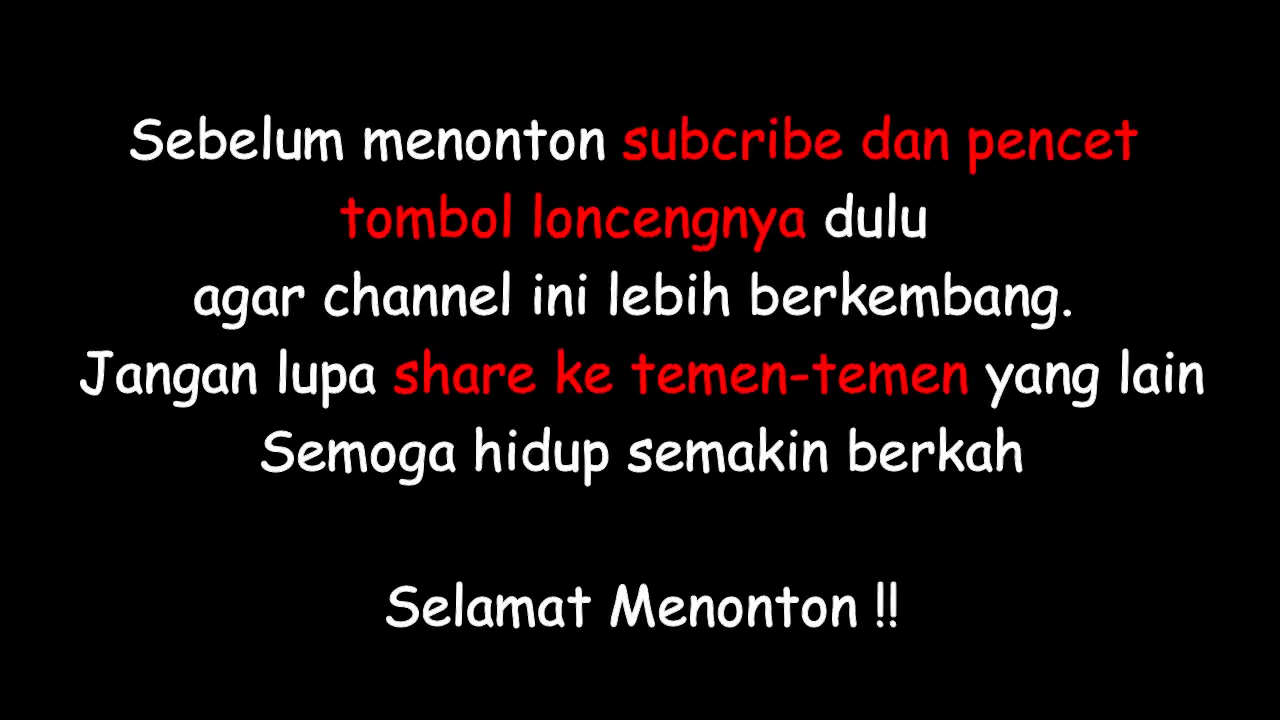 Sebelum menonton subcribe dan pencet
tombol loncengnya dulu
agar channel ini lebih berkembang.
Jangan lupa share ke temen-temen yang lain
Semoga hidup semakin berkah
Selamat Menonton !!